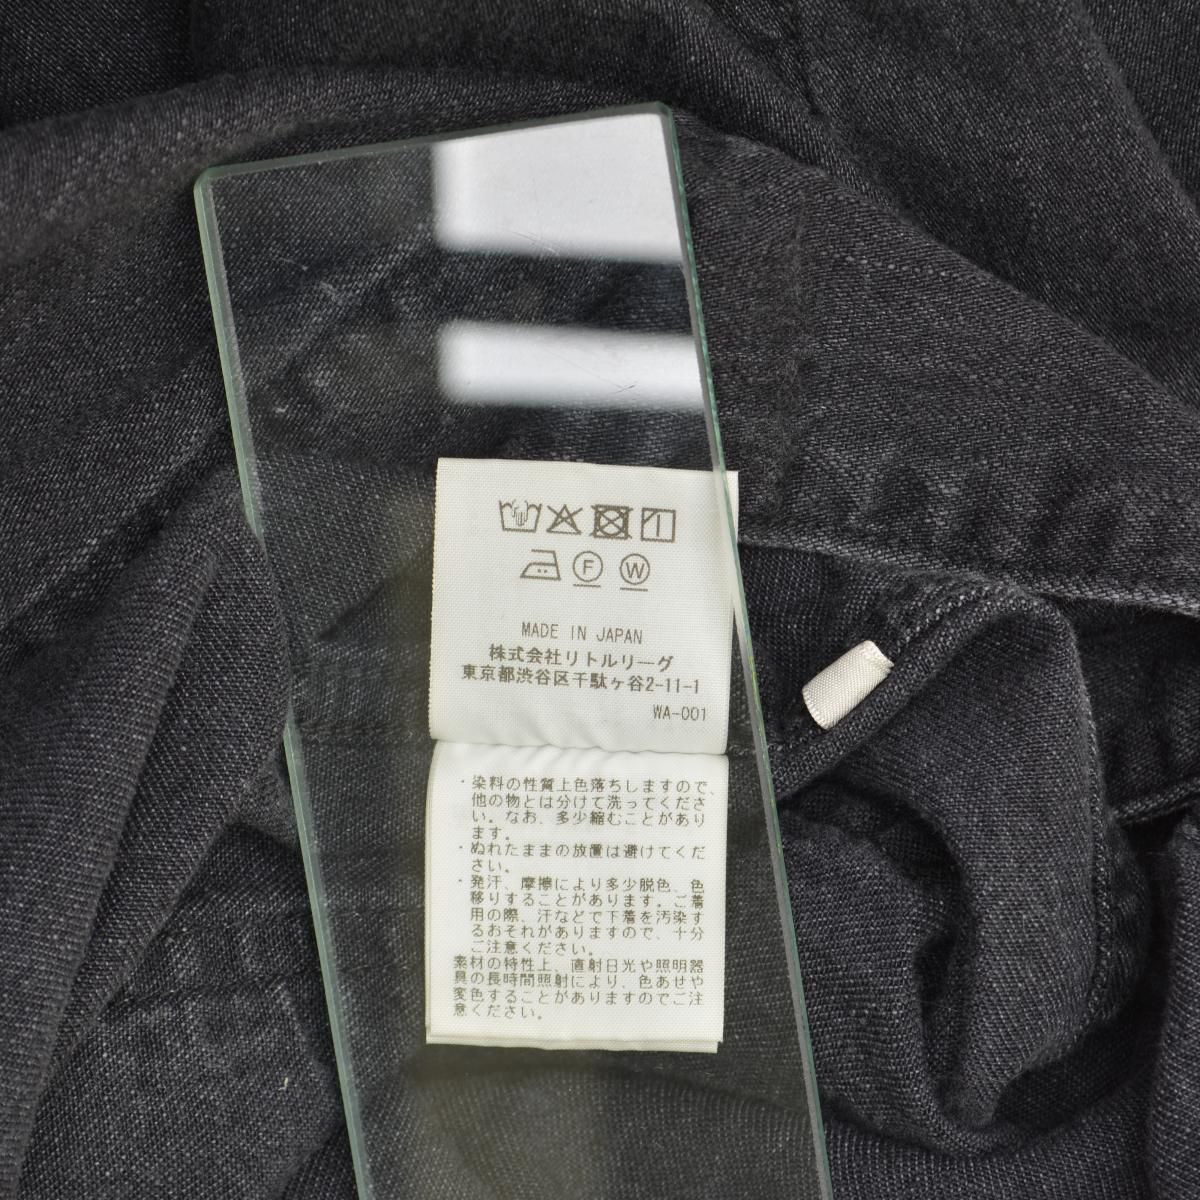 F W
MADE IN JAPAN
株式会社リトルリーグ
東京都渋谷区千駄ヶ谷2-11-1
WA-001
・染料の性質上色落ちしますので、
他の物とは分けて洗ってくださ
い。なお、多少縮むことがあり
ます。
・ぬれたままの放置は避けてくだ
さい。
・発汗、摩擦により多少脱色、色
移りすることがあります。ご着
用の際、汗などで下着を汚染す
るおそれがありますので、十分
ご注意ください。
素材の特性上、直射日光や照明器
具の長時間照射により、色あせや
変色することがありますのでご注
意ください。